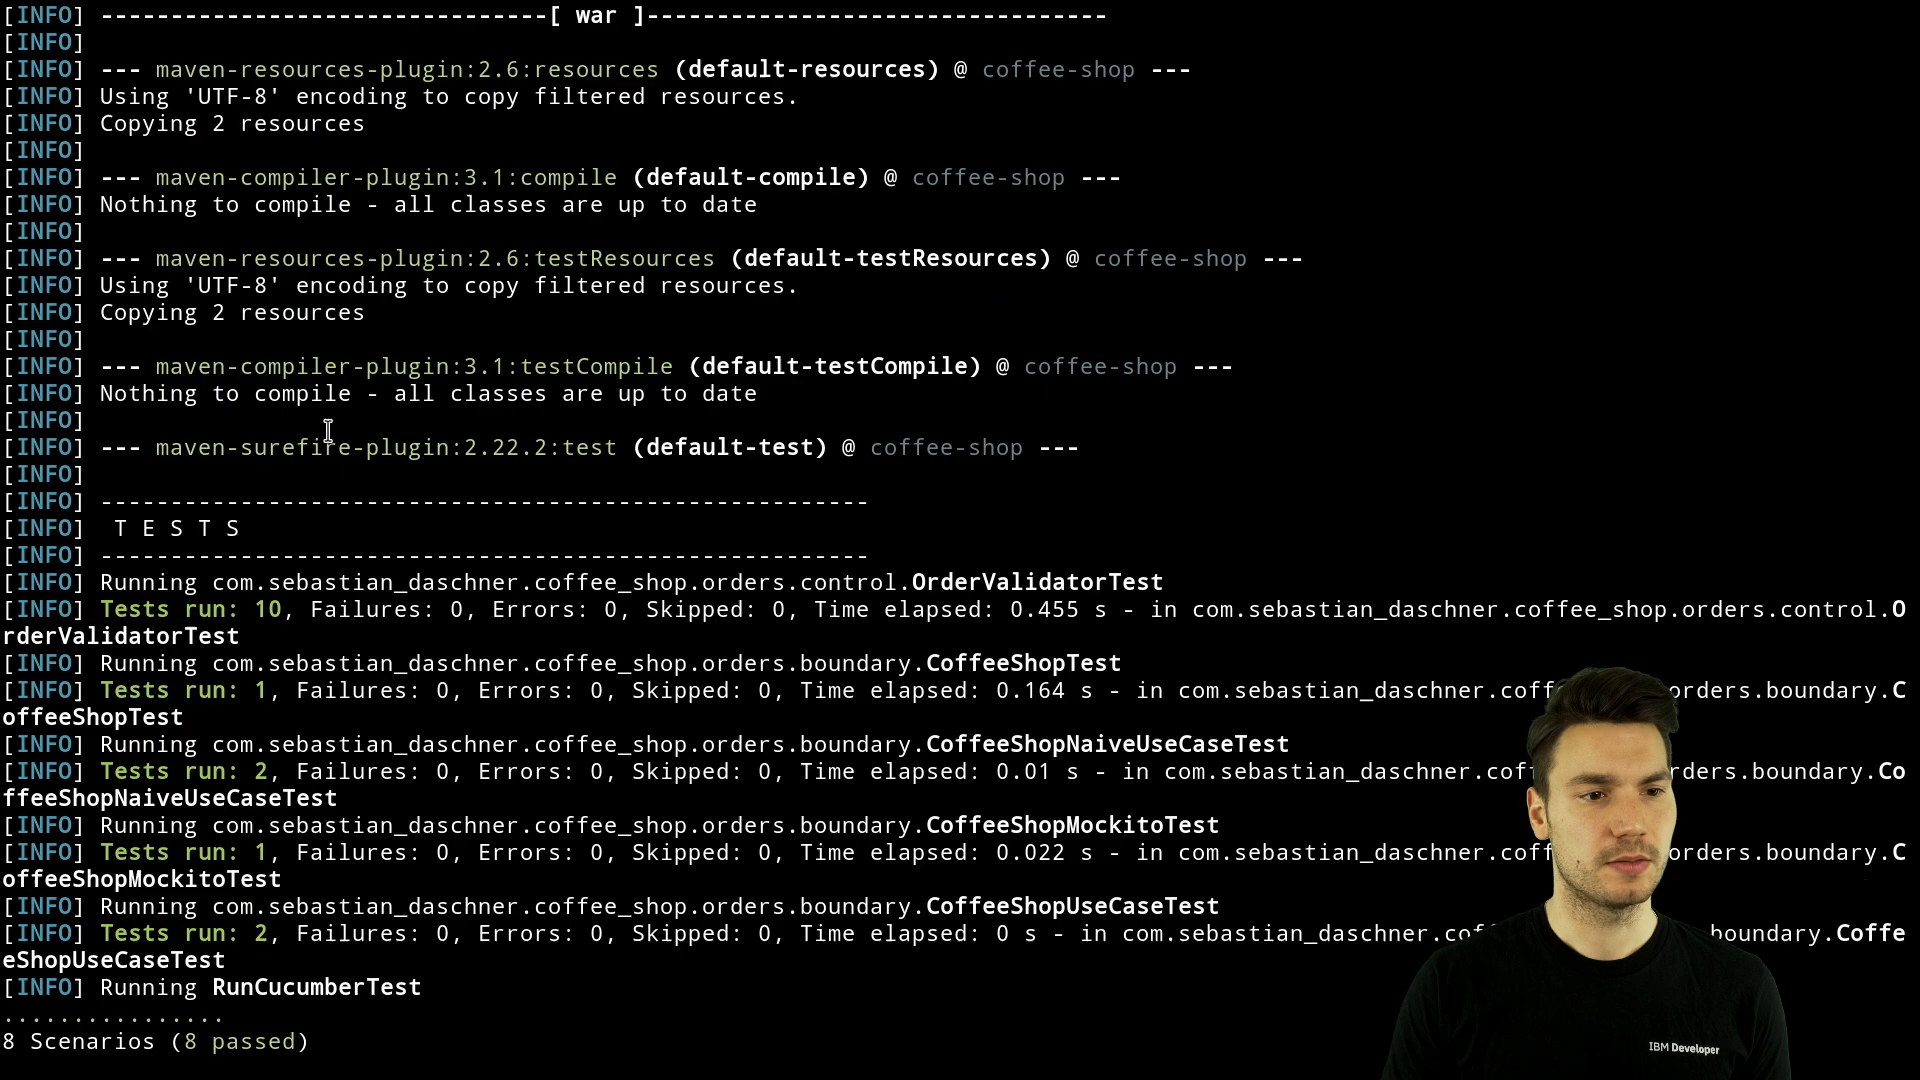 [INFO] --------------------------------[ war ]---------------------------------
[INFO]
[INFO] --- maven-resources-plugin:2.6:resources (default-resources) @ coffee-shop ---
[INFO] Using 'UTF-8' encoding to copy filtered resources.
[INFO] Copying 2 resources
[INFO]
[INFO] --- maven-compiler-plugin:3.1:compile (default-compile) @ coffee-shop ---
[INFO] Nothing to compile - all classes are up to date
[INFO]
[INFO] --- maven-resources-plugin:2.6:testResources (default-testResources) @ coffee-shop ---
[INFO] Using 'UTF-8' encoding to copy filtered resources.
[INFO] Copying 2 resources
[INFO]
[INFO] --- maven-compiler-plugin:3.1:testCompile (default-testCompile) @ coffee-shop ---
[INFO] Nothing to compile - all classes are up to date
[INFO]
[INFO] --- maven-surefire-plugin:2.22.2:test (default-test) @ coffee-shop ---
[INFO]
[INFO] -------------------------------------------------------
[INFO]  T E S T S
[INFO] -------------------------------------------------------
[INFO] Running com.sebastian_daschner.coffee_shop.orders.control.OrderValidatorTest
[INFO] Tests run: 10, Failures: 0, Errors: 0, Skipped: 0, Time elapsed: 0.455 s - in com.sebastian_daschner.coffee_shop.orders.control.O
rderValidatorTest
[INFO] Running com.sebastian_daschner.coffee_shop.orders.boundary.CoffeeShopTest
[INFO] Tests run: 1, Failures: 0, Errors: 0, Skipped: 0, Time elapsed: 0.164 s - in com.sebastian_daschner.coff orders.boundary.C
offeeShopTest
[INFO] Running com.sebastian_daschner.coffee_shop.orders.boundary.CoffeeShopNaiveUseCaseTest
[INFO] Tests run: 2, Failures: 0, Errors: 0, Skipped: 0, Time elapsed: 0.01 s - in com.sebastian_daschner.cof rders.boundary.Co
ffeeShopNaiveUseCaseTest
[INFO] Running com.sebastian_daschner.coffee_shop.orders.boundary.CoffeeShopMockitoTest
[INFO] Tests run: 1, Failures: 0, Errors: 0, Skipped: 0, Time elapsed: 0.022 s - in com.sebastian_daschner.coff orders.boundary.C
offeeShopMockitoTest
[INFO] Running com.sebastian_daschner.coffee_shop.orders.boundary.CoffeeShopUseCaseTest
[INFO] Tests run: 2, Failures: 0, Errors: 0, Skipped: 0, Time elapsed: 0 s - in com.sebastian_daschner.cof boundary.Coffe
eShopUseCaseTest
[INFO] Running RunCucumberTest
................
8 Scenarios (8 passed)
IBM Developer